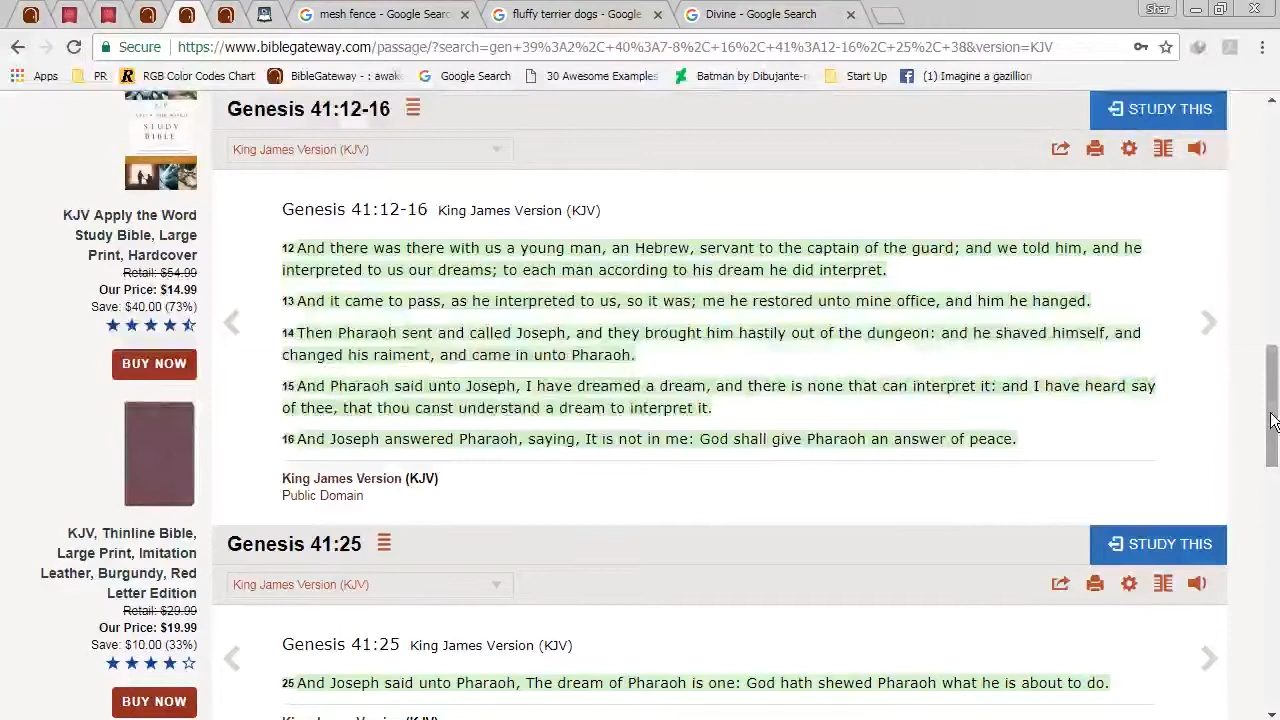 mesh fence - Google Sear
fluffy terrier dogs - Google
Divine - Google Search
Shar
Secure
https://www.biblegateway.com/passage/?search=gen+39%3A2%2C+40%3A7-8%2C+16%2C+41%3A12-16%2C+25%2C+38&version=KJV
Apps
PR
RGB Color Codes Chart
BibleGateway - : awak
Google Search
30 Awesome Examples
Batman by Dibujante-
Start Up
(1) Imagine a gazillion
STUDY
BIBLE
KJV Apply the Word
Study Bible, Large
Print, Hardcover
Retail: $54.99
Our Price: $14.99
Save: $40.00 (73%)
BUY NOW
KJV, Thinline Bible,
Large Print, Imitation
Leather, Burgundy, Red
Letter Edition
Retail: $29.99
Our Price: $19.99
Save: $10.00 (33%)
BUY NOW
Genesis 41:12-16
STUDY THIS
King James Version (KJV)
Genesis 41:12-16 King James Version (KJV)
12 And there was there with us a young man, an Hebrew, servant to the captain of the guard; and we told him, and he
interpreted to us our dreams; to each man according to his dream he did interpret.
13 And it came to pass, as he interpreted to us, so it was; me he restored unto mine office, and him he hanged.
14 Then Pharaoh sent and called Joseph, and they brought him hastily out of the dungeon: and he shaved himself, and
changed his raiment, and came in unto Pharaoh.
15 And Pharaoh said unto Joseph, I have dreamed a dream, and there is none that can interpret it: and I have heard say
of thee, that thou canst understand a dream to interpret it.
16 And Joseph answered Pharaoh, saying, It is not in me: God shall give Pharaoh an answer of peace.
King James Version (KJV)
Public Domain
Genesis 41:25
STUDY THIS
King James Version (KJV)
Genesis 41:25 King James Version (KJV)
25 And Joseph said unto Pharaoh, The dream of Pharaoh is one: God hath shewed Pharaoh what he is about to do.
King James Version (KJV)